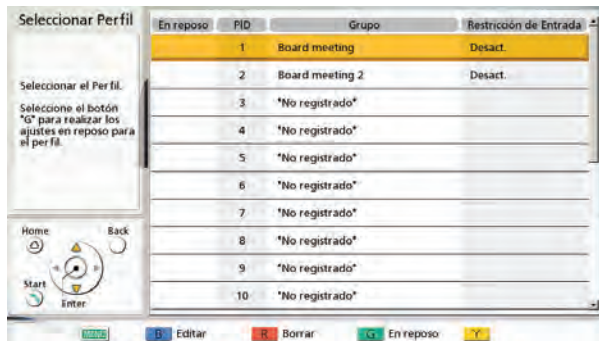 Seleccionar Perfil
Seleccionar el Perfil.
Seleccione el botón
"G" para realizar los
ajustes en reposo para
el perfil.
Home Back
Start Enter
En reposo PID Grupo Restricción de Entrada
1 Board meeting Desact.
2 Board meeting 2 Desact.
3 *No registrado*
4 *No registrado*
5 *No registrado*
6 *No registrado*
7 *No registrado*
8 *No registrado*
9 *No registrado*
10 *No registrado*
MENU B Editar R Borrar G En reposo Y